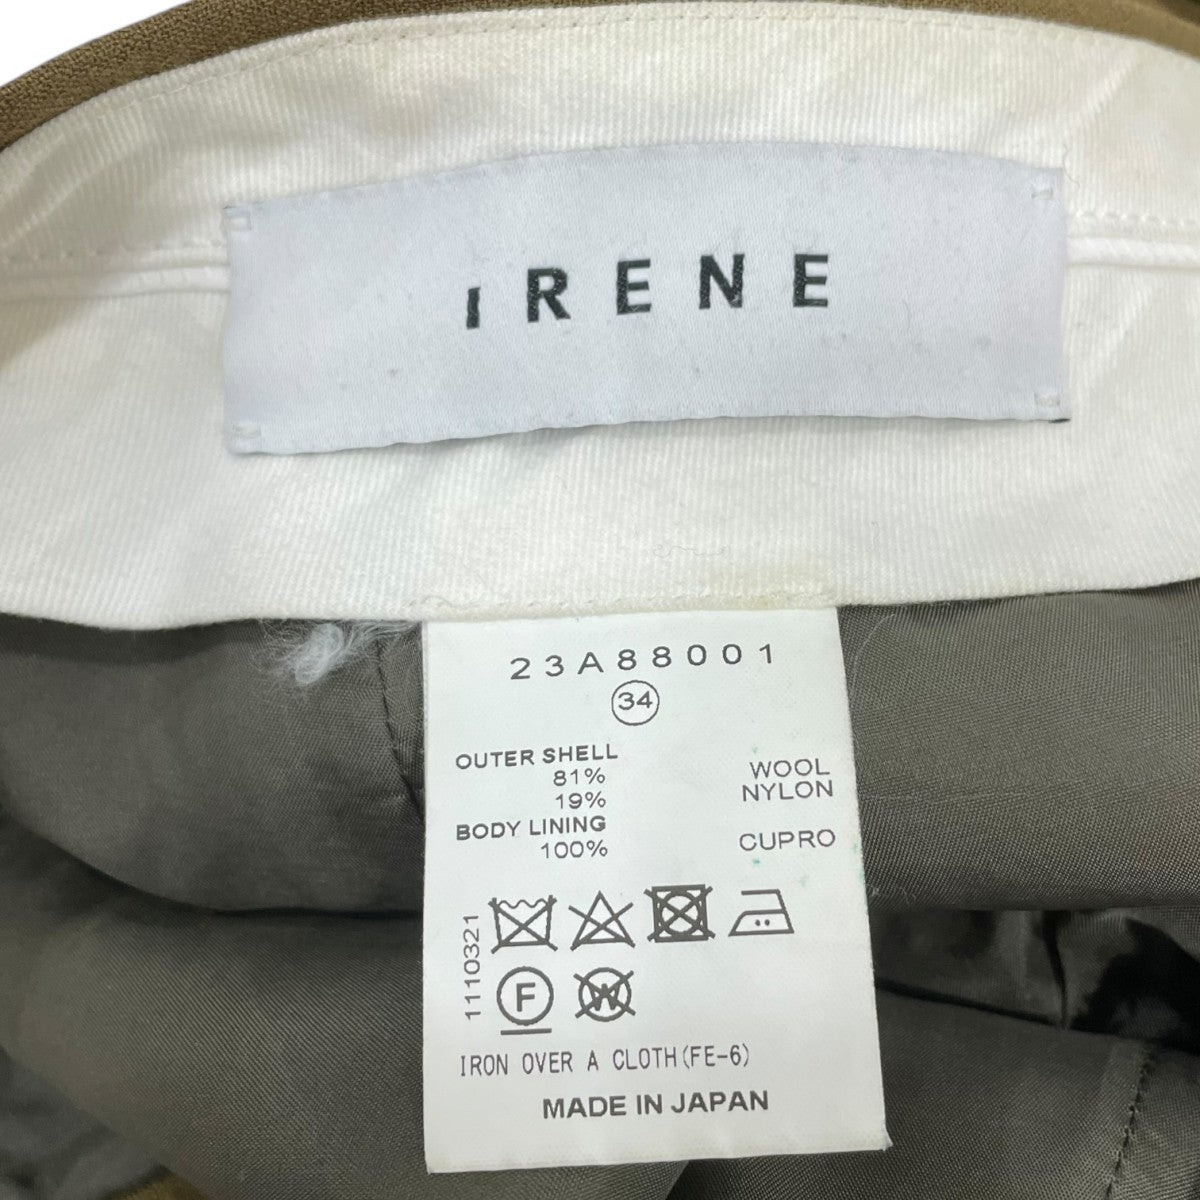 IRENE
23A88001
34
OUTER SHELL
81% WOOL
19% NYLON
BODY LINING
100% CUPRO
1110321
F W
IRON OVER A CLOTH(FE-6)
MADE IN JAPAN